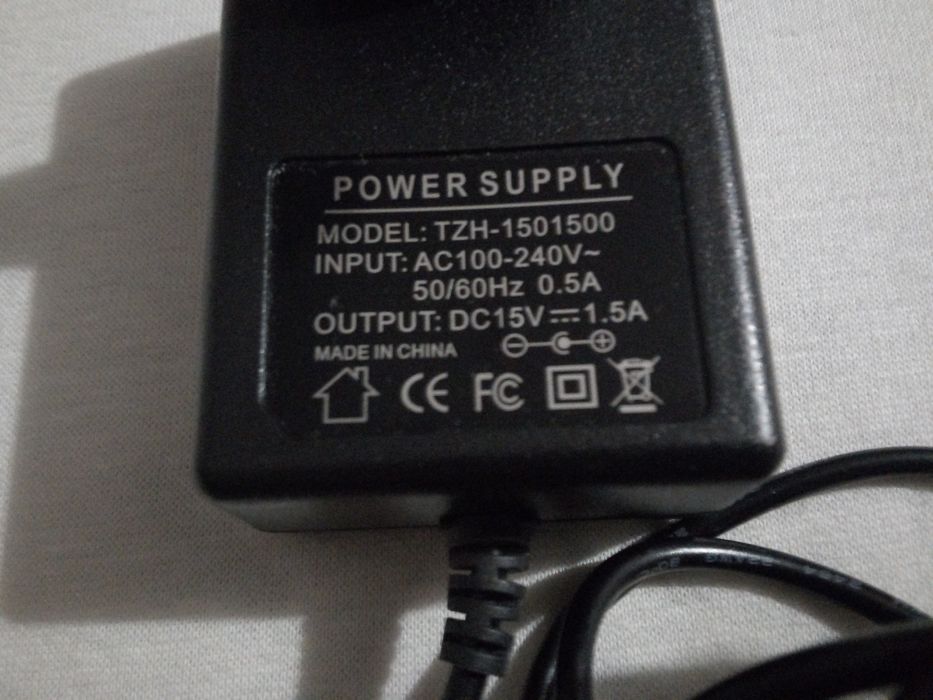 POWER SUPPLY
MODEL: TZH-1501500
INPUT: AC100-240V~
50/60Hz 0.5A
OUTPUT: DC15V⎓1.5A
MADE IN CHINA
CE FC